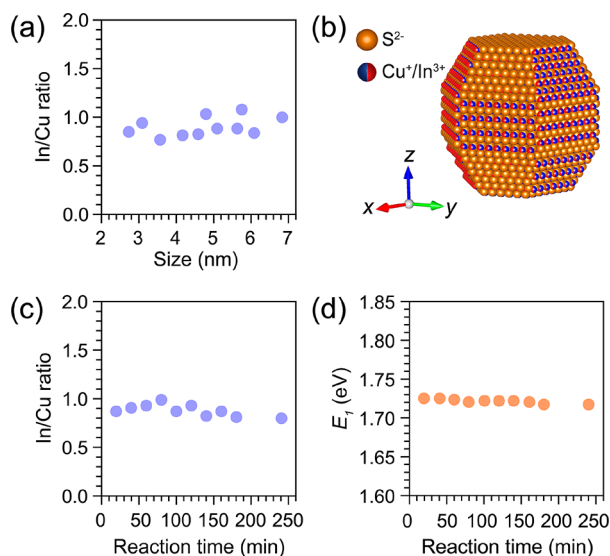 (a)
In/Cu ratio
2.0
1.5
1.0
0.5
0.0
2 3 4 5 6 7
Size (nm)
(b)
S2-
Cu+/In3+
z
x
y
(c)
In/Cu ratio
2.0
1.5
1.0
0.5
0.0
0 50 100 150 200 250
Reaction time (min)
(d)
E1 (eV)
1.85
1.80
1.75
1.70
1.65
1.60
0 50 100 150 200 250
Reaction time (min)